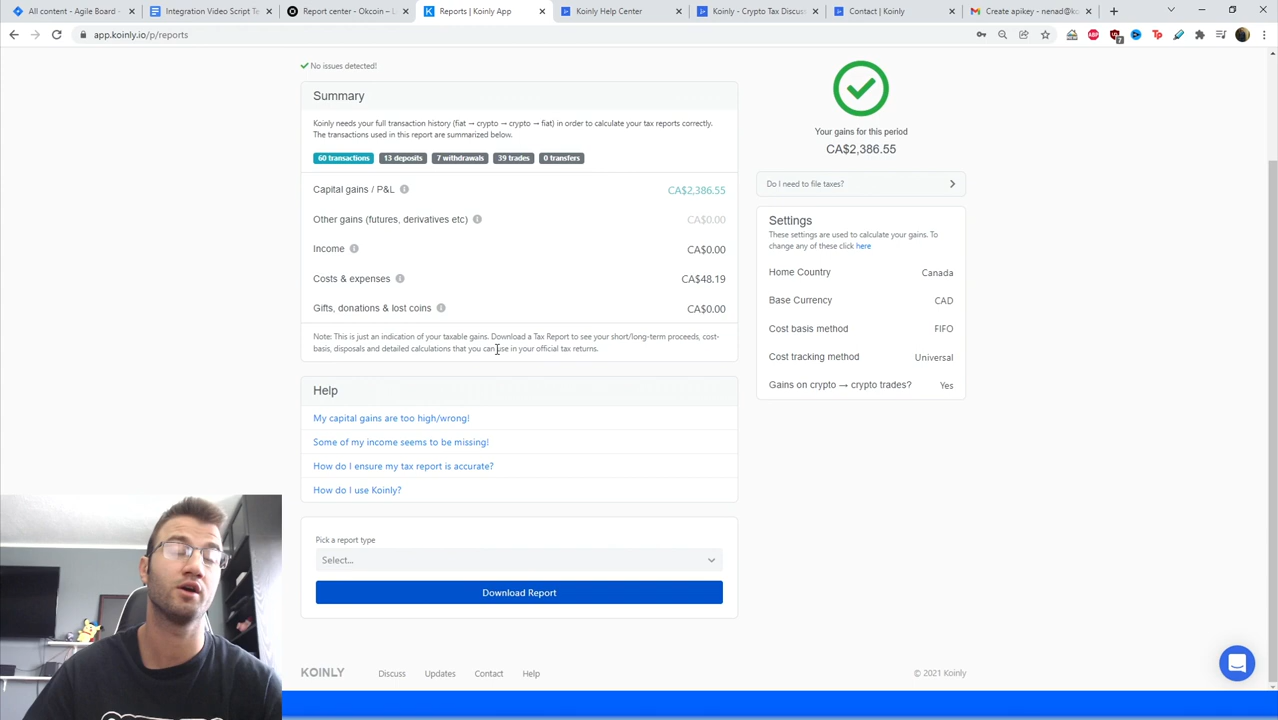 All content - Agile Board -
Integration Video Script Te
Report center - Okcoin – L
Reports | Koinly App
Koinly Help Center
Koinly - Crypto Tax Discus
Contact | Koinly
Create apikey - nenad@ko
app.koinly.io/p/reports
No issues detected!
Summary
Koinly needs your full transaction history (fiat → crypto → crypto → fiat) in order to calculate your tax reports correctly.
The transactions used in this report are summarized below.
60 transactions 13 deposits 7 withdrawals 39 trades 0 transfers
Capital gains / P&L CA$2,386.55
Other gains (futures, derivatives etc) CA$0.00
Income CA$0.00
Costs & expenses CA$48.19
Gifts, donations & lost coins CA$0.00
Note: This is just an indication of your taxable gains. Download a Tax Report to see your short/long-term proceeds, cost-
basis, disposals and detailed calculations that you can use in your official tax returns.
Help
My capital gains are too high/wrong!
Some of my income seems to be missing!
How do I ensure my tax report is accurate?
How do I use Koinly?
Pick a report type
Select...
Download Report
Your gains for this period
CA$2,386.55
Do I need to file taxes?
Settings
These settings are used to calculate your gains. To
change any of these click here
Home Country Canada
Base Currency CAD
Cost basis method FIFO
Cost tracking method Universal
Gains on crypto → crypto trades? Yes
KOINLY Discuss Updates Contact Help © 2021 Koinly